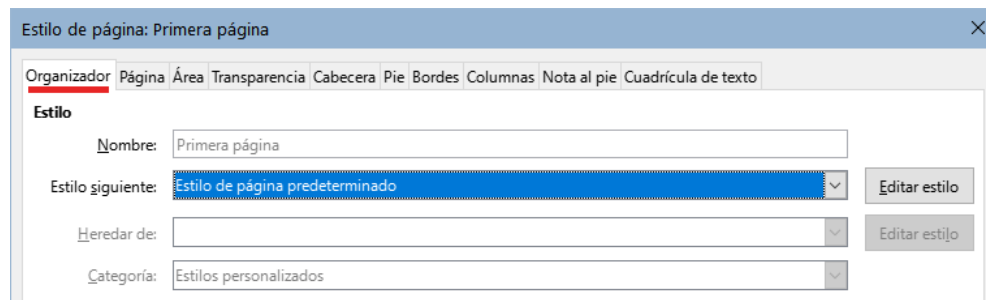 Estilo de página: Primera página
Organizador Página Área Transparencia Cabecera Pie Bordes Columnas Nota al pie Cuadrícula de texto
Estilo
Nombre: Primera página
Estilo siguiente: Estilo de página predeterminado Editar estilo
Heredar de: Editar estilo
Categoría: Estilos personalizados